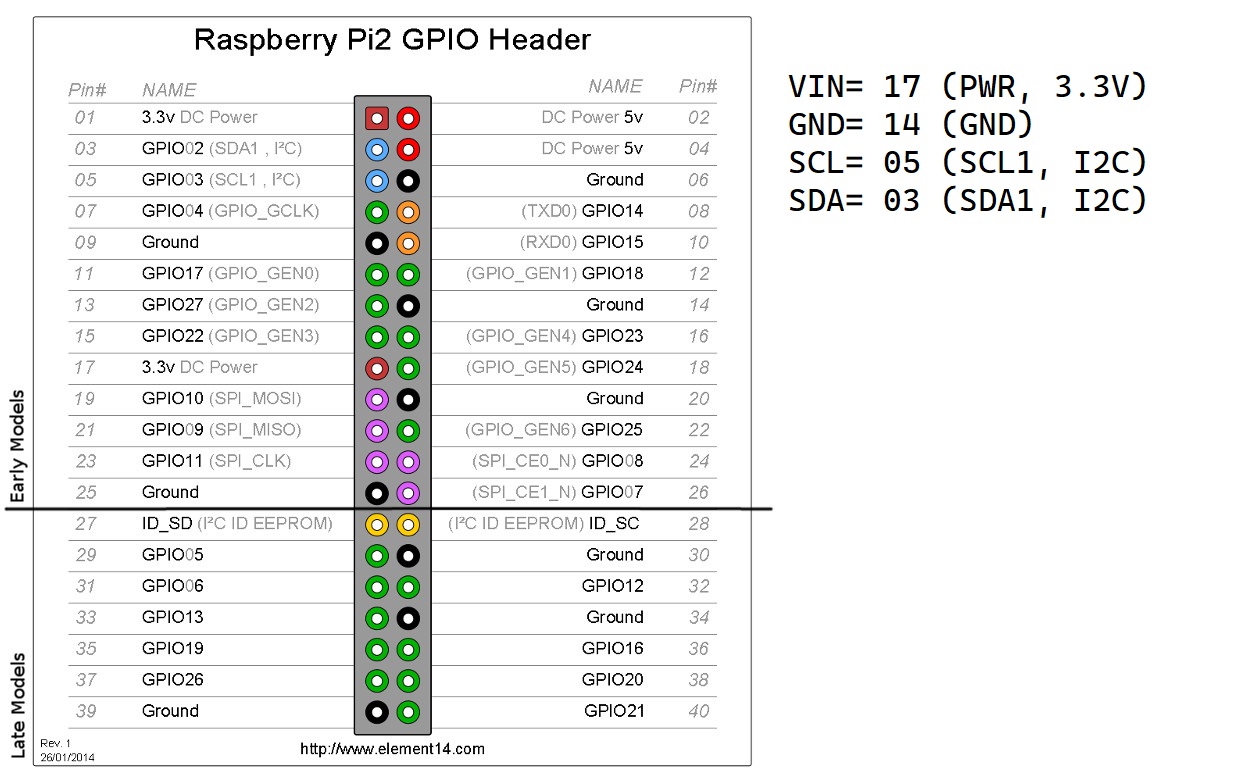 Raspberry Pi2 GPIO Header
Pin# NAME NAME Pin#
01 3.3v DC Power DC Power 5v 02
03 GPIO02 (SDA1 , I²C) DC Power 5v 04
05 GPIO03 (SCL1 , I²C) Ground 06
07 GPIO04 (GPIO_GCLK) (TXD0) GPIO14 08
09 Ground (RXD0) GPIO15 10
11 GPIO17 (GPIO_GEN0) (GPIO_GEN1) GPIO18 12
13 GPIO27 (GPIO_GEN2) Ground 14
15 GPIO22 (GPIO_GEN3) (GPIO_GEN4) GPIO23 16
17 3.3v DC Power (GPIO_GEN5) GPIO24 18
19 GPIO10 (SPI_MOSI) Ground 20
21 GPIO09 (SPI_MISO) (GPIO_GEN6) GPIO25 22
23 GPIO11 (SPI_CLK) (SPI_CE0_N) GPIO08 24
25 Ground (SPI_CE1_N) GPIO07 26
27 ID_SD (I²C ID EEPROM) (I²C ID EEPROM) ID_SC 28
29 GPIO05 Ground 30
31 GPIO06 GPIO12 32
33 GPIO13 Ground 34
35 GPIO19 GPIO16 36
37 GPIO26 GPIO20 38
39 Ground GPIO21 40
Early Models
Late Models
Rev. 1
26/01/2014
http://www.element14.com
VIN= 17 (PWR, 3.3V)
GND= 14 (GND)
SCL= 05 (SCL1, I2C)
SDA= 03 (SDA1, I2C)